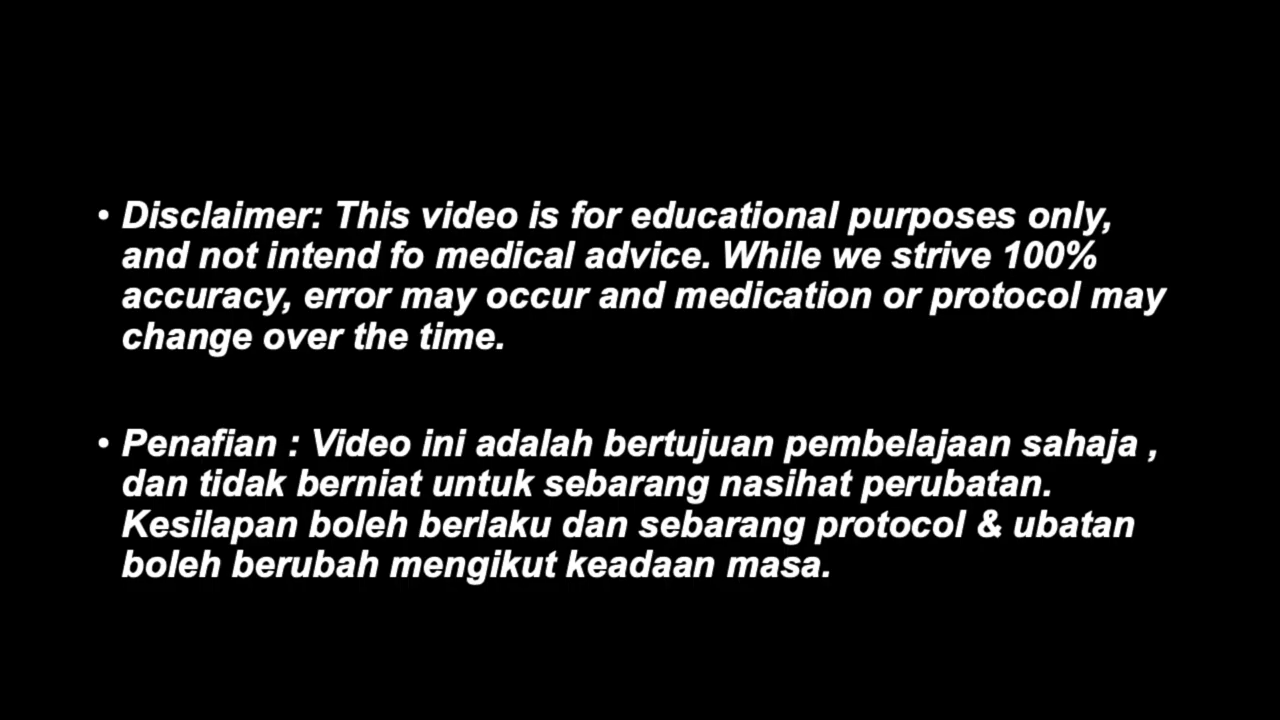 • Disclaimer: This video is for educational purposes only,
and not intend fo medical advice. While we strive 100%
accuracy, error may occur and medication or protocol may
change over the time.
• Penafian : Video ini adalah bertujuan pembelajaan sahaja ,
dan tidak berniat untuk sebarang nasihat perubatan.
Kesilapan boleh berlaku dan sebarang protocol & ubatan
boleh berubah mengikut keadaan masa.